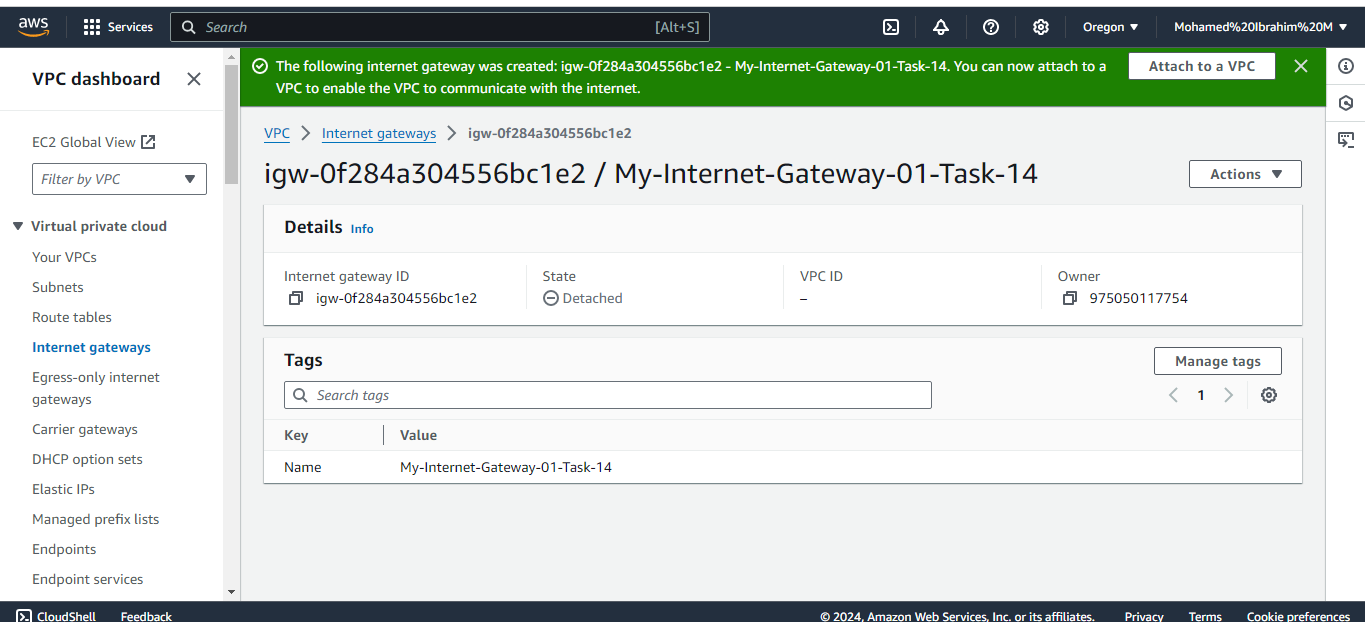 aws
Services
Search
[Alt+S]
Oregon
Mohamed%20Ibrahim%20M
VPC dashboard
EC2 Global View
Filter by VPC
Virtual private cloud
Your VPCs
Subnets
Route tables
Internet gateways
Egress-only internet
gateways
Carrier gateways
DHCP option sets
Elastic IPs
Managed prefix lists
Endpoints
Endpoint services
The following internet gateway was created: igw-0f284a304556bc1e2 - My-Internet-Gateway-01-Task-14. You can now attach to a
VPC to enable the VPC to communicate with the internet.
Attach to a VPC
VPC
Internet gateways
igw-0f284a304556bc1e2
igw-0f284a304556bc1e2 / My-Internet-Gateway-01-Task-14
Actions
Details Info
Internet gateway ID
igw-0f284a304556bc1e2
State
Detached
VPC ID
–
Owner
975050117754
Tags
Manage tags
Search tags
1
Key
Value
Name
My-Internet-Gateway-01-Task-14
CloudShell
Feedback
© 2024, Amazon Web Services, Inc. or its affiliates.
Privacy
Terms
Cookie preferences